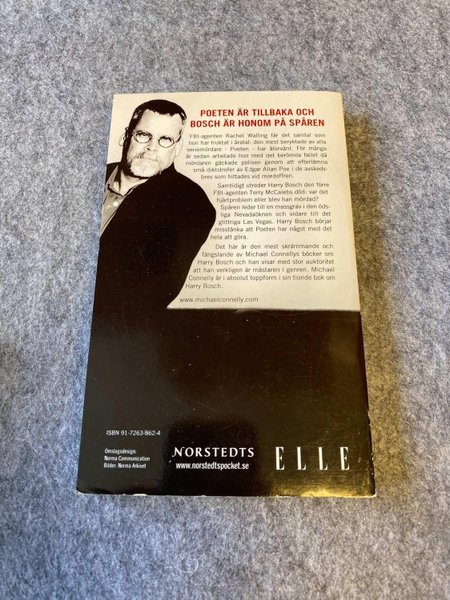 POETEN ÄR TILLBAKA OCH
BOSCH ÄR HONOM PÅ SPÅREN
FBI-agenten Rachel Walling får det samtal som
hon har fruktat i åratal: den mest beryktade av alla
seriemördare - Poeten - har återvänt. För många
år sedan arbetade hon med det berömda fallet då
mördaren gäckade polisen genom att efterlämna
små diktstrofer av Edgar Allan Poe i de avskeds-
brev som hittades vid mordoffren.
Samtidigt utreder Harry Bosch den förre
FBI-agenten Terry McCalebs död: var det
hjärtproblem eller blev han mördad?
Spåren leder till en massgrav i den öds-
liga Nevadaöknen och vidare till det
glittriga Las Vegas. Harry Bosch börjar
misstänka att Poeten har något med det
hela att göra.
Det här är den mest skrämmande och
fängslande av Michael Connellys böcker om
Harry Bosch och han visar med stor auktoritet
att han verkligen är mästaren i genren. Michael
Connelly är i absolut toppform i sin tionde bok om
Harry Bosch.
www.michaelconnelly.com
ISBN 91-7263-862-4
Omslagsdesign:
Norma Communication
Bilder: Norma Arkivet
NORSTEDTS
www.norstedtspocket.se
ELLE